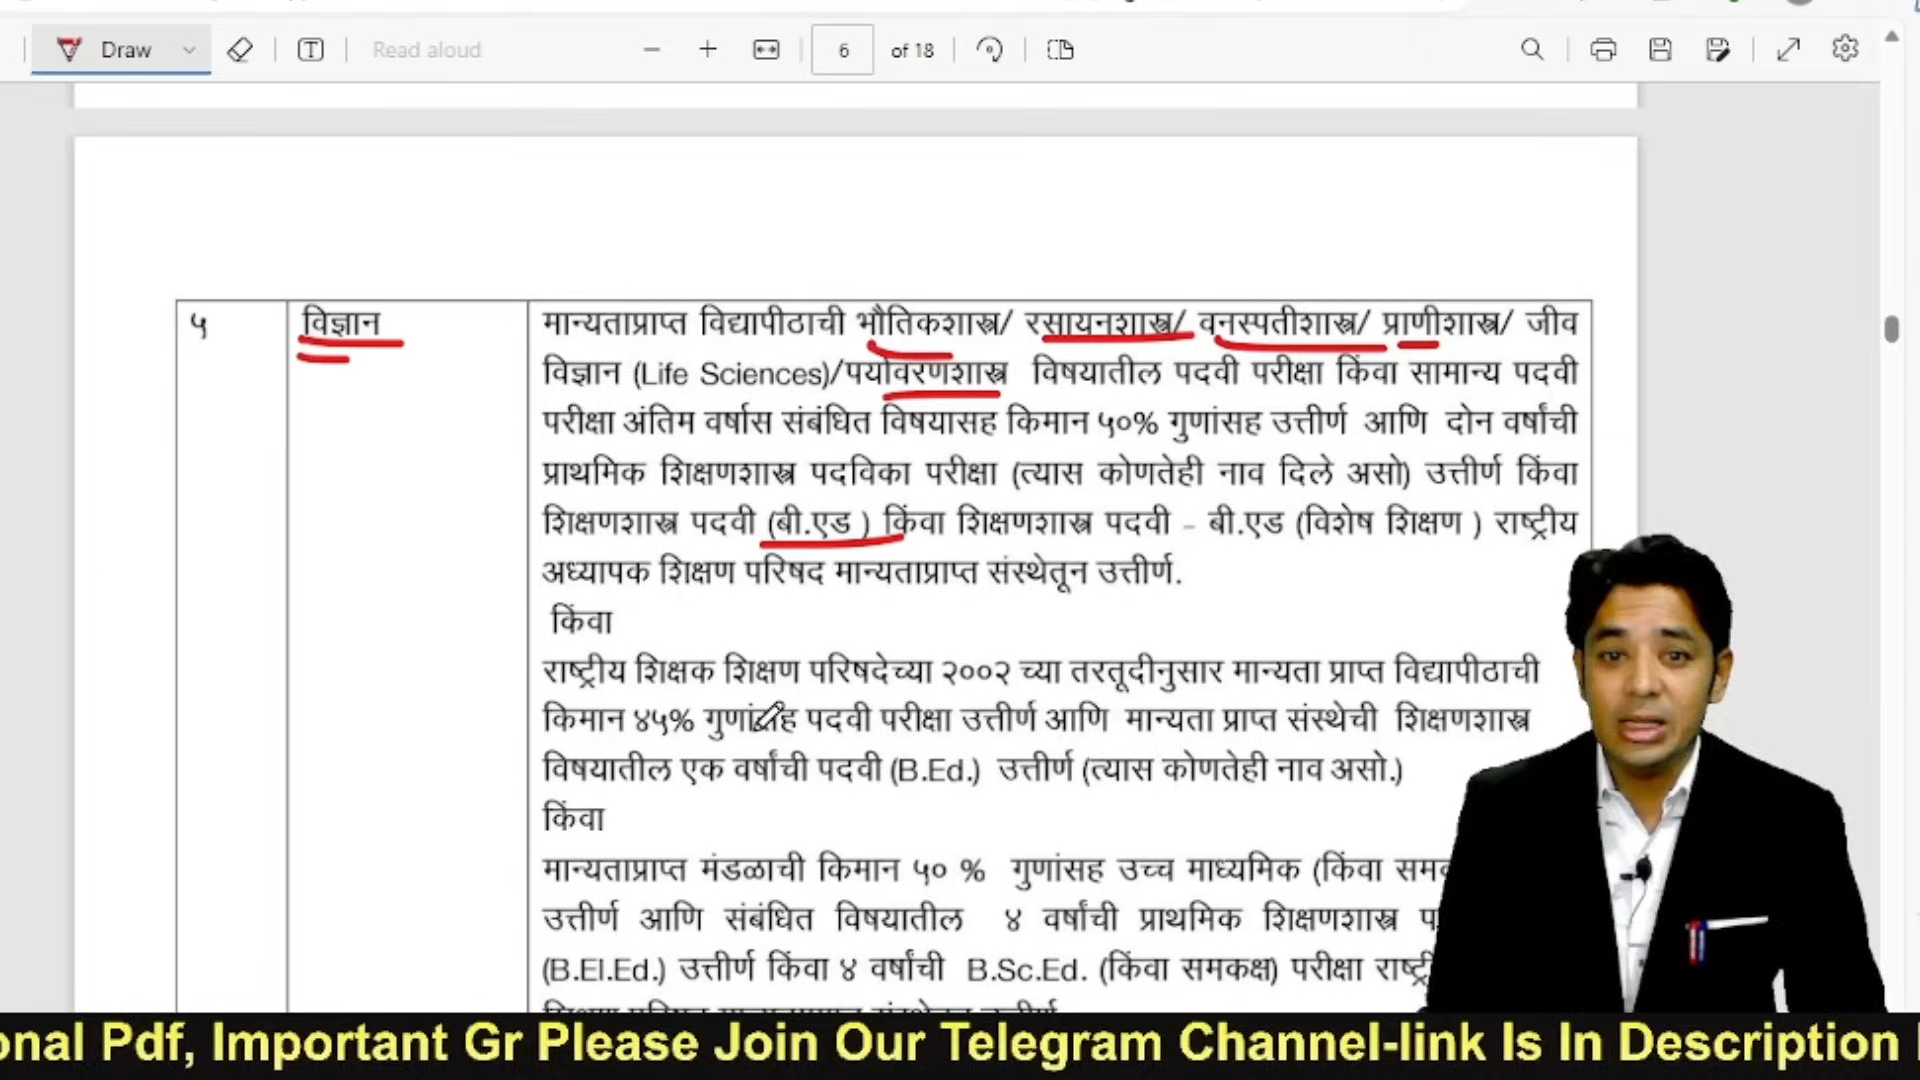 Draw
Read aloud
6 of 18
५ विज्ञान मान्यताप्राप्त विद्यापीठाची भौतिकशास्त्र/ रसायनशास्त्र/ वनस्पतीशास्त्र/ प्राणीशास्त्र/ जीव
विज्ञान (Life Sciences)/पर्यावरणशास्त्र विषयातील पदवी परीक्षा किंवा सामान्य पदवी
परीक्षा अंतिम वर्षास संबंधित विषयासह किमान ५०% गुणांसह उत्तीर्ण आणि दोन वर्षांची
प्राथमिक शिक्षणशास्त्र पदविका परीक्षा (त्यास कोणतेही नाव दिले असो) उत्तीर्ण किंवा
शिक्षणशास्त्र पदवी (बी.एड ) किंवा शिक्षणशास्त्र पदवी - बी.एड (विशेष शिक्षण ) राष्ट्रीय
अध्यापक शिक्षण परिषद मान्यताप्राप्त संस्थेतून उत्तीर्ण.
किंवा
राष्ट्रीय शिक्षक शिक्षण परिषदेच्या २००२ च्या तरतूदीनुसार मान्यता प्राप्त विद्यापीठाची
किमान ४५% गुणांसह पदवी परीक्षा उत्तीर्ण आणि मान्यता प्राप्त संस्थेची शिक्षणशास्त्र
विषयातील एक वर्षाची पदवी (B.Ed.) उत्तीर्ण (त्यास कोणतेही नाव असो.)
किंवा
मान्यताप्राप्त मंडळाची किमान ५० % गुणांसह उच्च माध्यमिक (किंवा
उत्तीर्ण आणि संबंधित विषयातील ४ वर्षांची प्राथमिक शिक्षणशास्त्र
(B.El.Ed.) उत्तीर्ण किंवा ४ वर्षांची B.Sc.Ed. (किंवा समकक्ष) परीक्षा
onal Pdf, Important Gr Please Join Our Telegram Channel-link Is In Description